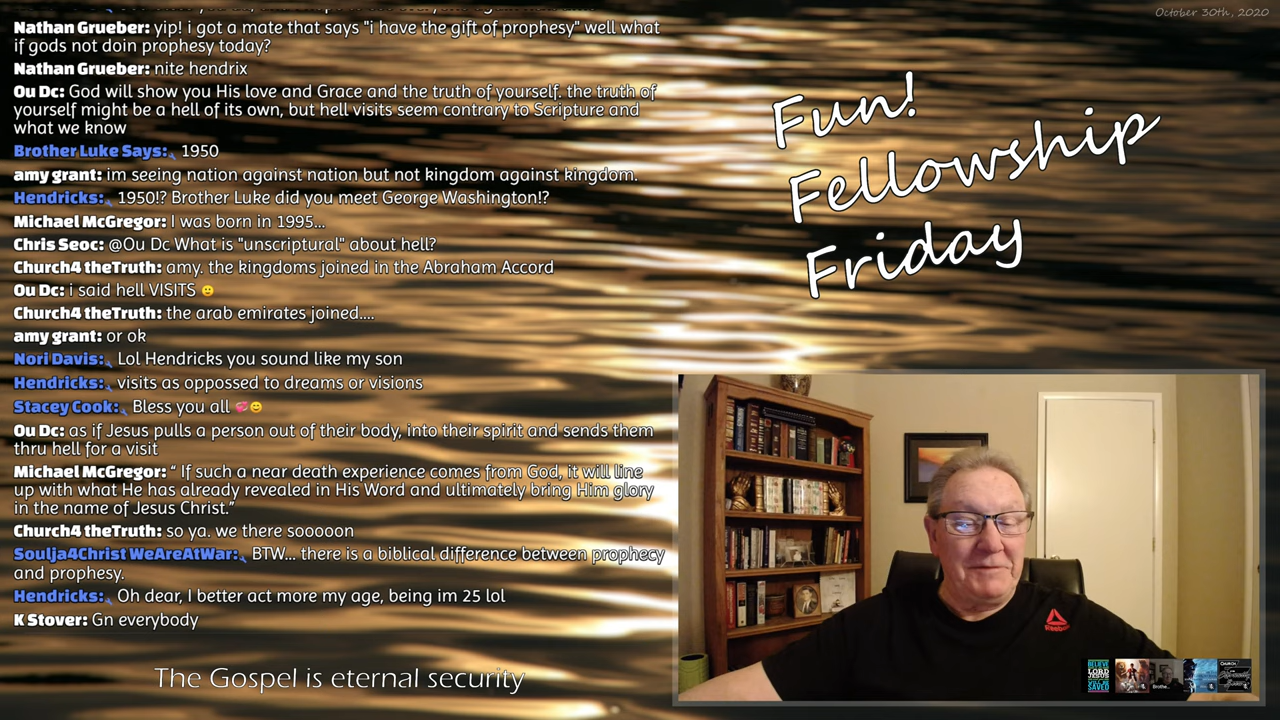 October 30th, 2020
Nathan Grueber: yip! i got a mate that says "i have the gift of prophesy" well what
if gods not doin prophesy today?
Nathan Grueber: nite hendrix
Ou Dc: God will show you His love and Grace and the truth of yourself. the truth of
yourself might be a hell of its own, but hell visits seem contrary to Scripture and
what we know
Brother Luke Says: 1950
amy grant: im seeing nation against nation but not kingdom against kingdom.
Hendricks: 1950!? Brother Luke did you meet George Washington!?
Michael McGregor: I was born in 1995...
Chris Seoc: @Ou Dc What is "unscriptural" about hell?
Church4 theTruth: amy. the kingdoms joined in the Abraham Accord
Ou Dc: i said hell VISITS 🙂
Church4 theTruth: the arab emirates joined....
amy grant: or ok
Nori Davis: Lol Hendricks you sound like my son
Hendricks: visits as oppossed to dreams or visions
Stacey Cook: Bless you all 💞😊
Ou Dc: as if Jesus pulls a person out of their body, into their spirit and sends them
thru hell for a visit
Michael McGregor: “ If such a near death experience comes from God, it will line
up with what He has already revealed in His Word and ultimately bring Him glory
in the name of Jesus Christ.”
Church4 theTruth: so ya. we there sooooon
Soulja4Christ WeAreAtWar: BTW... there is a biblical difference between prophecy
and prophesy.
Hendricks: Oh dear, I better act more my age, being im 25 lol
K Stover: Gn everybody
The Gospel is eternal security
Fun!
Fellowship
Friday
Reebok
BELIEVE
LORD
JESUS
SAVED
Brothe...
CHURCH